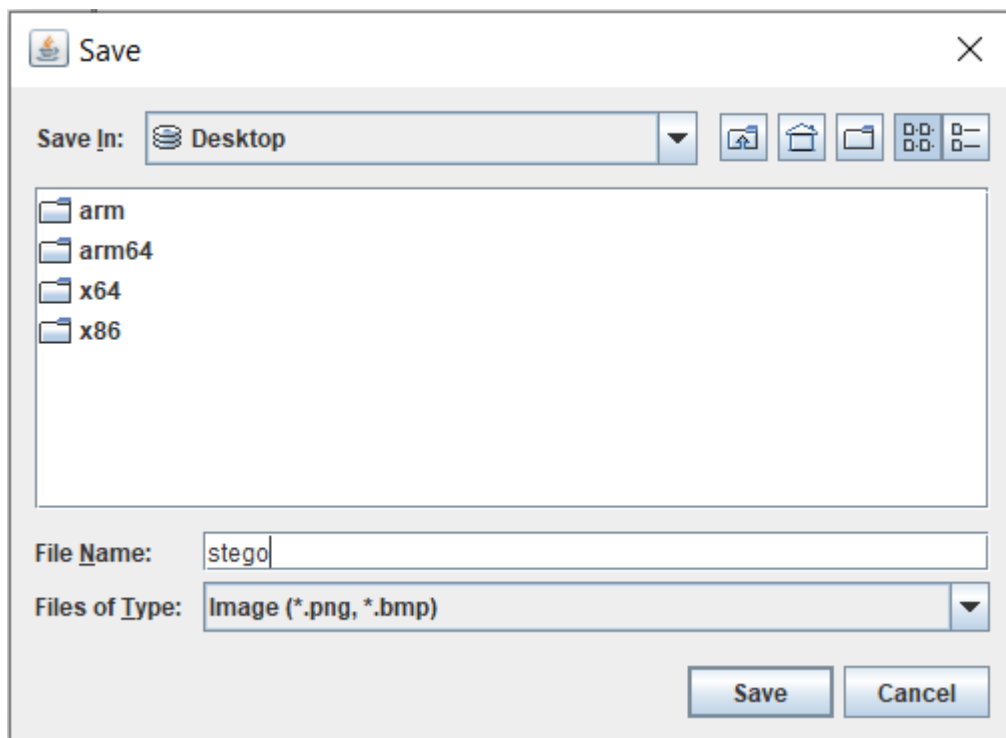 Save
Save In: Desktop
arm
arm64
x64
x86
File Name: stego
Files of Type: Image (*.png, *.bmp)
Save Cancel